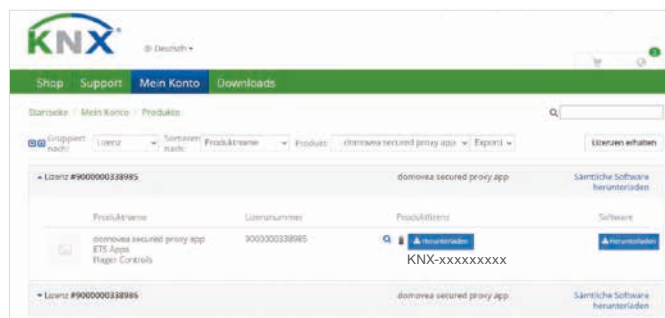 KNX
Deutsch
Shop Support Mein Konto Downloads
Startseite / Mein Konto / Produkte
Gruppiert nach: Lizenz Sortieren nach: Produktname Produkt: domovea secured proxy app Export Lizenzen erhalten
Lizenz #9000000338985 domovea secured proxy app Sämtliche Software herunterladen
Produktname Lizenznummer Produktlizenz Software
domovea secured proxy app 9000000338985 Herunterladen Herunterladen
ETS Apps
Hager Controls
KNX-xxxxxxxxx
Lizenz #9000000338986 domovea secured proxy app Sämtliche Software herunterladen